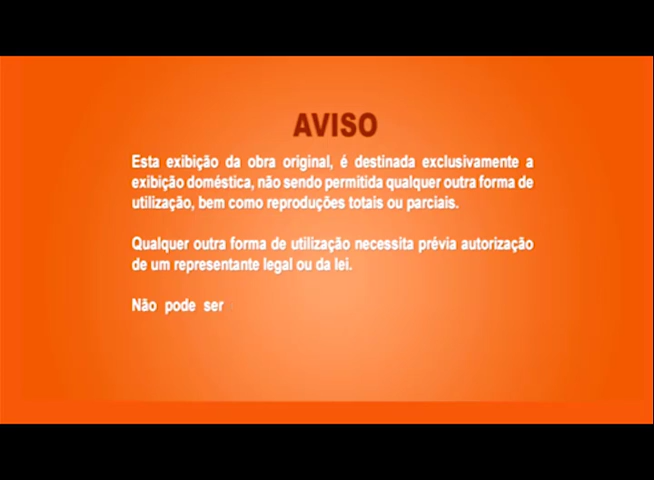 AVISO
Esta exibição da obra original, é destinada exclusivamente a
exibição doméstica, não sendo permitida qualquer outra forma de
utilização, bem como reproduções totais ou parciais.
Qualquer outra forma de utilização necessita prévia autorização
de um representante legal ou da lei.
Não pode ser